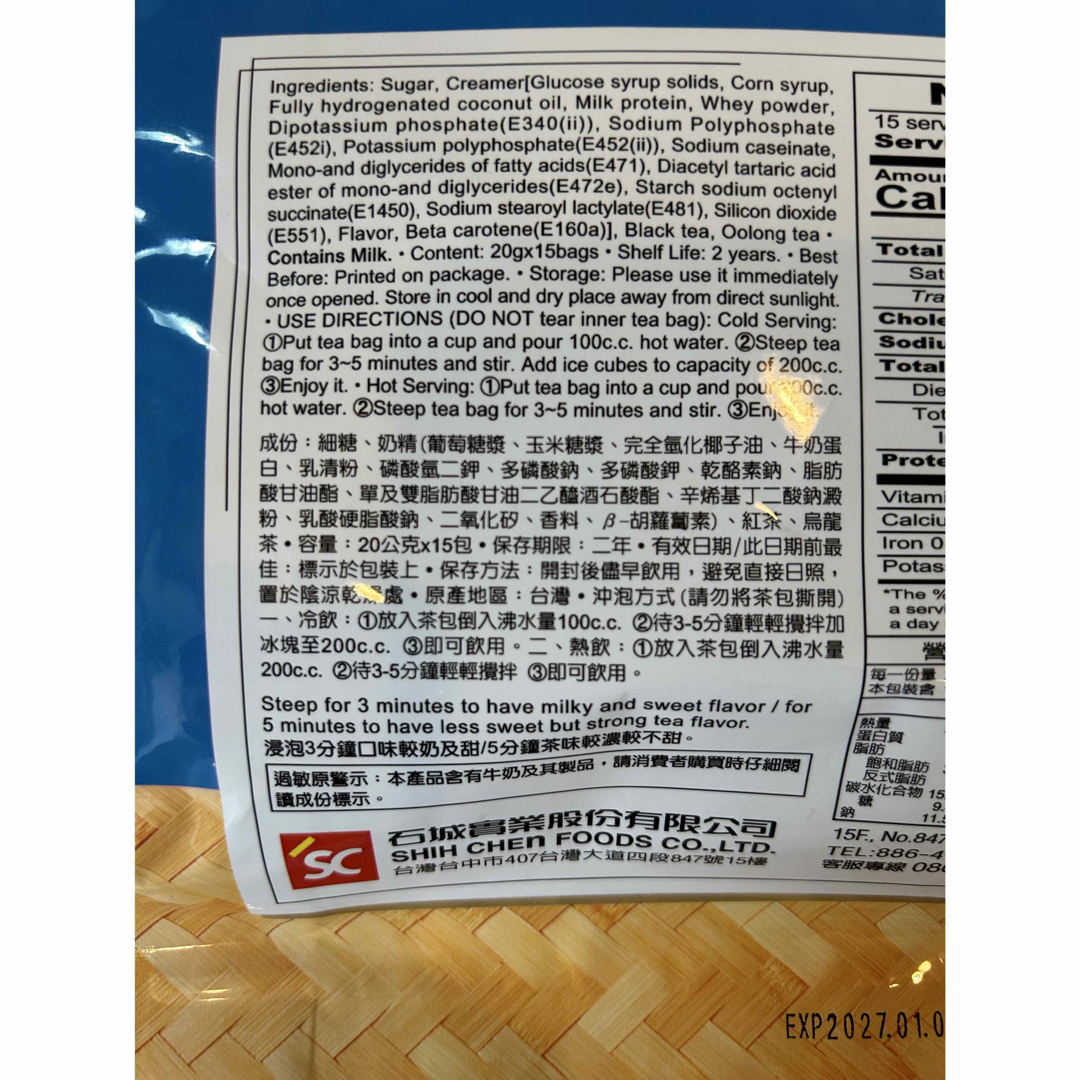 Ingredients: Sugar, Creamer[Glucose syrup solids, Corn syrup,
Fully hydrogenated coconut oil, Milk protein, Whey powder,
Dipotassium phosphate(E340(ii)), Sodium Polyphosphate
(E452i), Potassium polyphosphate(E452(ii)), Sodium caseinate,
Mono-and diglycerides of fatty acids(E471), Diacetyl tartaric acid
ester of mono-and diglycerides(E472e), Starch sodium octenyl
succinate(E1450), Sodium stearoyl lactylate(E481), Silicon dioxide
(E551), Flavor, Beta carotene(E160a)], Black tea, Oolong tea •
Contains Milk. • Content: 20gx15bags • Shelf Life: 2 years. • Best
Before: Printed on package. • Storage: Please use it immediately
once opened. Store in cool and dry place away from direct sunlight.
• USE DIRECTIONS (DO NOT tear inner tea bag): Cold Serving:
①Put tea bag into a cup and pour 100c.c. hot water. ②Steep tea
bag for 3~5 minutes and stir. Add ice cubes to capacity of 200c.c.
③Enjoy it. • Hot Serving: ①Put tea bag into a cup and pour 200c.c.
hot water. ②Steep tea bag for 3~5 minutes and stir. ③Enjoy it.
成份：細糖、奶精(葡萄糖漿、玉米糖漿、完全氫化椰子油、牛奶蛋
白、乳清粉、磷酸氫二鉀、多磷酸鈉、多磷酸鉀、乾酪素鈉、脂肪
酸甘油酯、單及雙脂肪酸甘油二乙醯酒石酸酯、辛烯基丁二酸鈉澱
粉、乳酸硬脂酸鈉、二氧化矽、香料、β-胡蘿蔔素)、紅茶、烏龍
茶•容量：20公克x15包•保存期限：二年•有效日期/此日期前最
佳：標示於包裝上•保存方法：開封後儘早飲用，避免直接日照，
置於陰涼乾燥處•原產地區：台灣•沖泡方式(請勿將茶包撕開)
一、冷飲：①放入茶包倒入沸水量100c.c. ②待3-5分鐘輕輕攪拌加
冰塊至200c.c. ③即可飲用。二、熱飲：①放入茶包倒入沸水量
200c.c. ②待3-5分鐘輕輕攪拌 ③即可飲用。
Steep for 3 minutes to have milky and sweet flavor / for
5 minutes to have less sweet but strong tea flavor.
浸泡3分鐘口味較奶及甜/5分鐘茶味較濃較不甜。
過敏原警示：本產品含有牛奶及其製品，請消費者購買時仔細閱
讀成份標示。
SC
石城實業股份有限公司
SHIH CHEN FOODS CO.,LTD.
台灣台中市407台灣大道四段847號15樓
15 serv
Serv
Amou
Cal
Total
Sat
Tra
Chole
Sodiu
Total
Die
Tot
Prote
Vitami
Calciu
Iron 0
Potas
*The %
a servi
a day
營
每一份量
本包裝含
熱量
蛋白質
脂肪
飽和脂肪
反式脂肪
碳水化合物 15
糖 9.
鈉 11.5
15F., No.847
TEL:886-4
客服專線 080
EXP2027.01.0